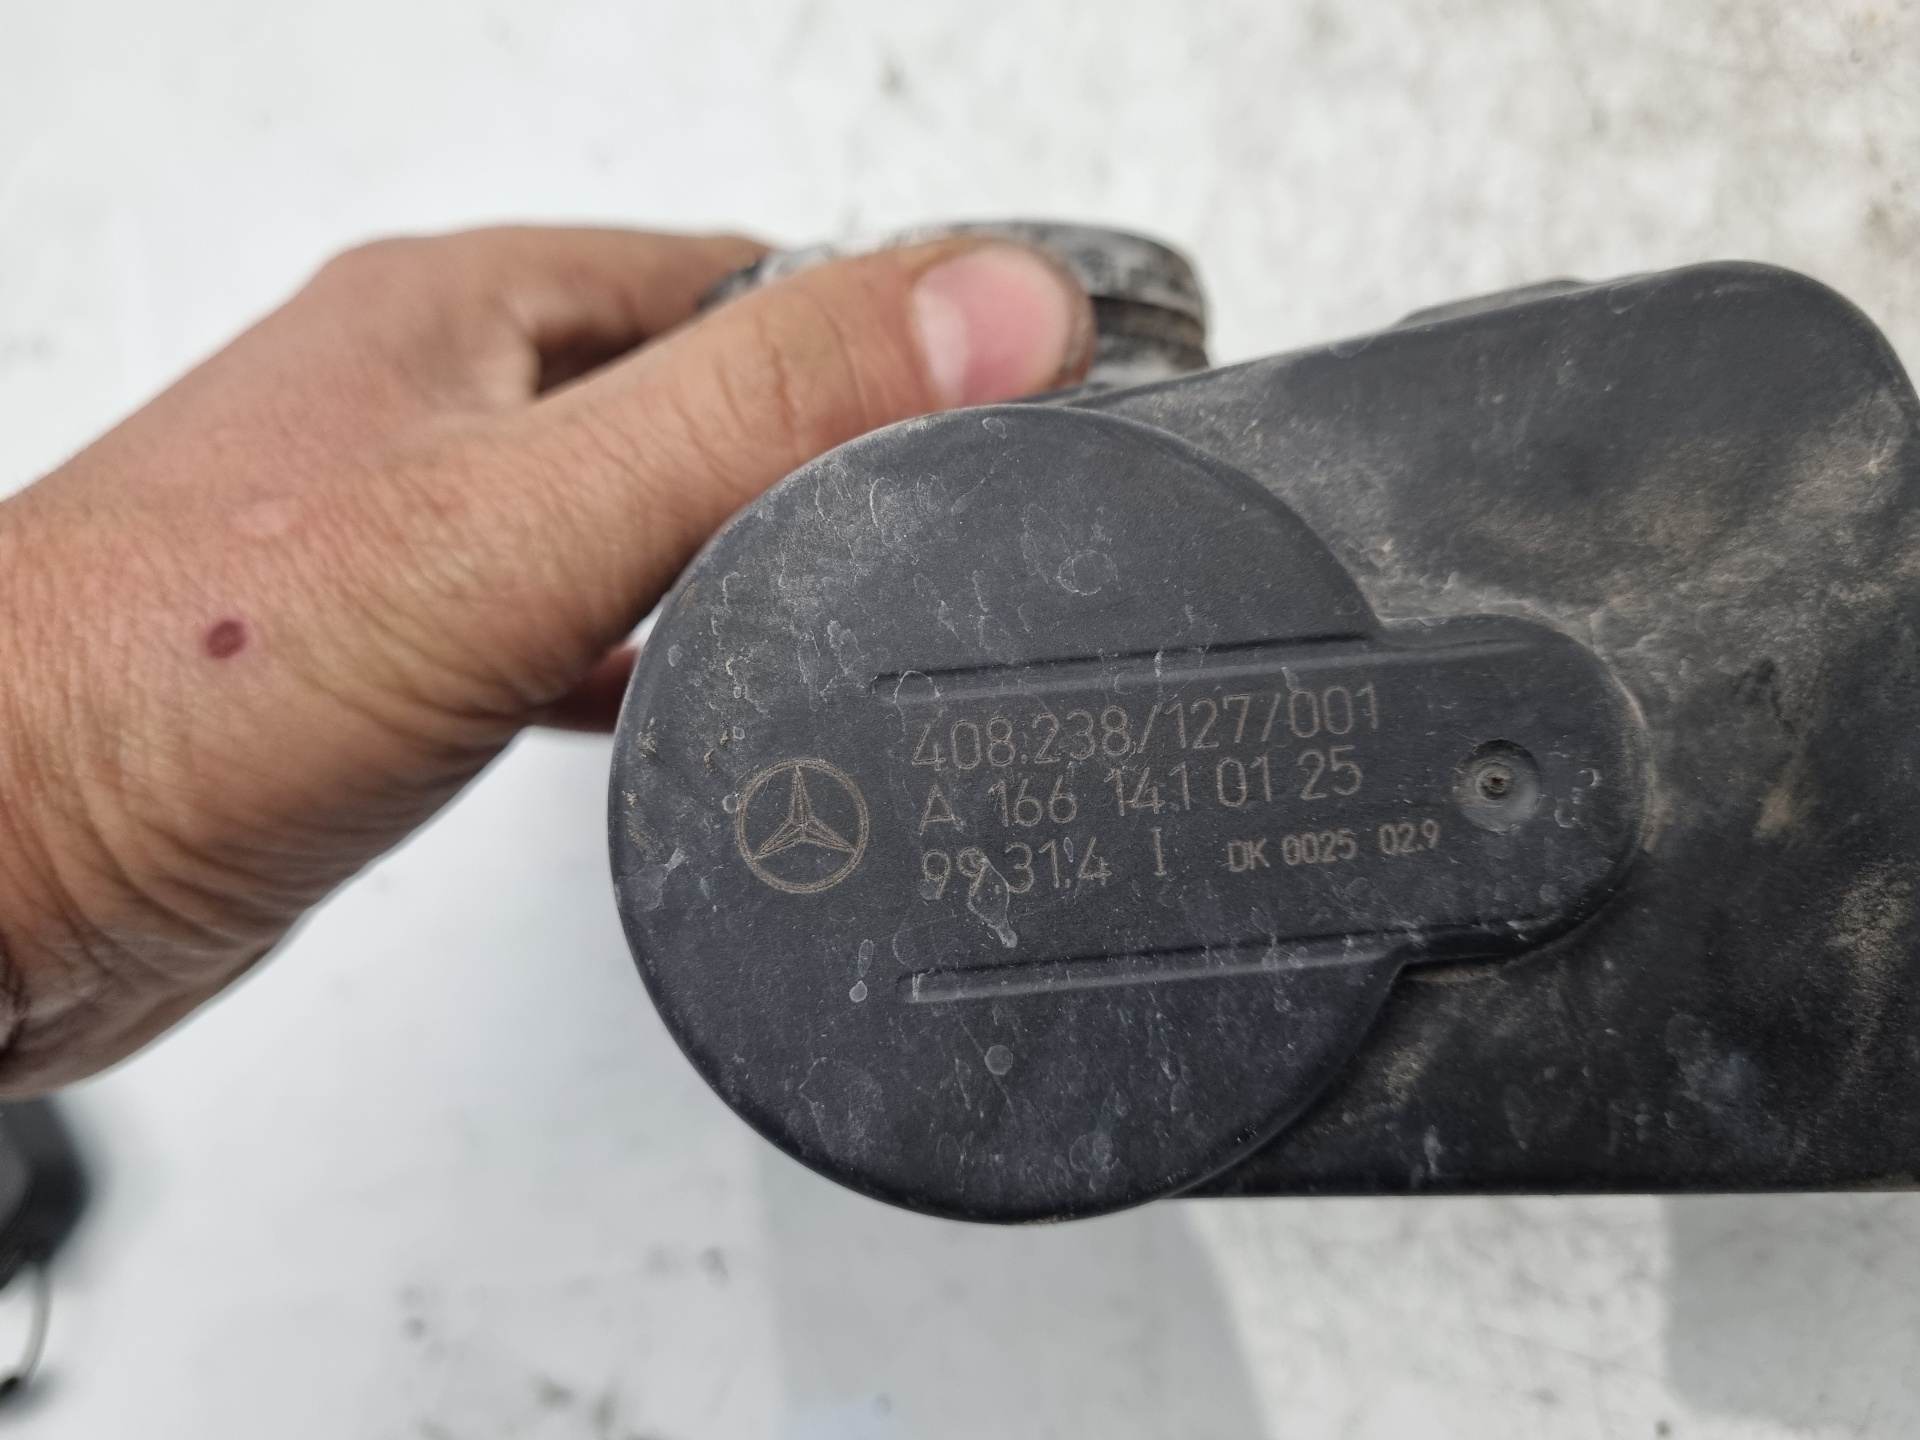 408.238/127/001
A 166 141 01 25
99.31.4 I DK 0025 02.9